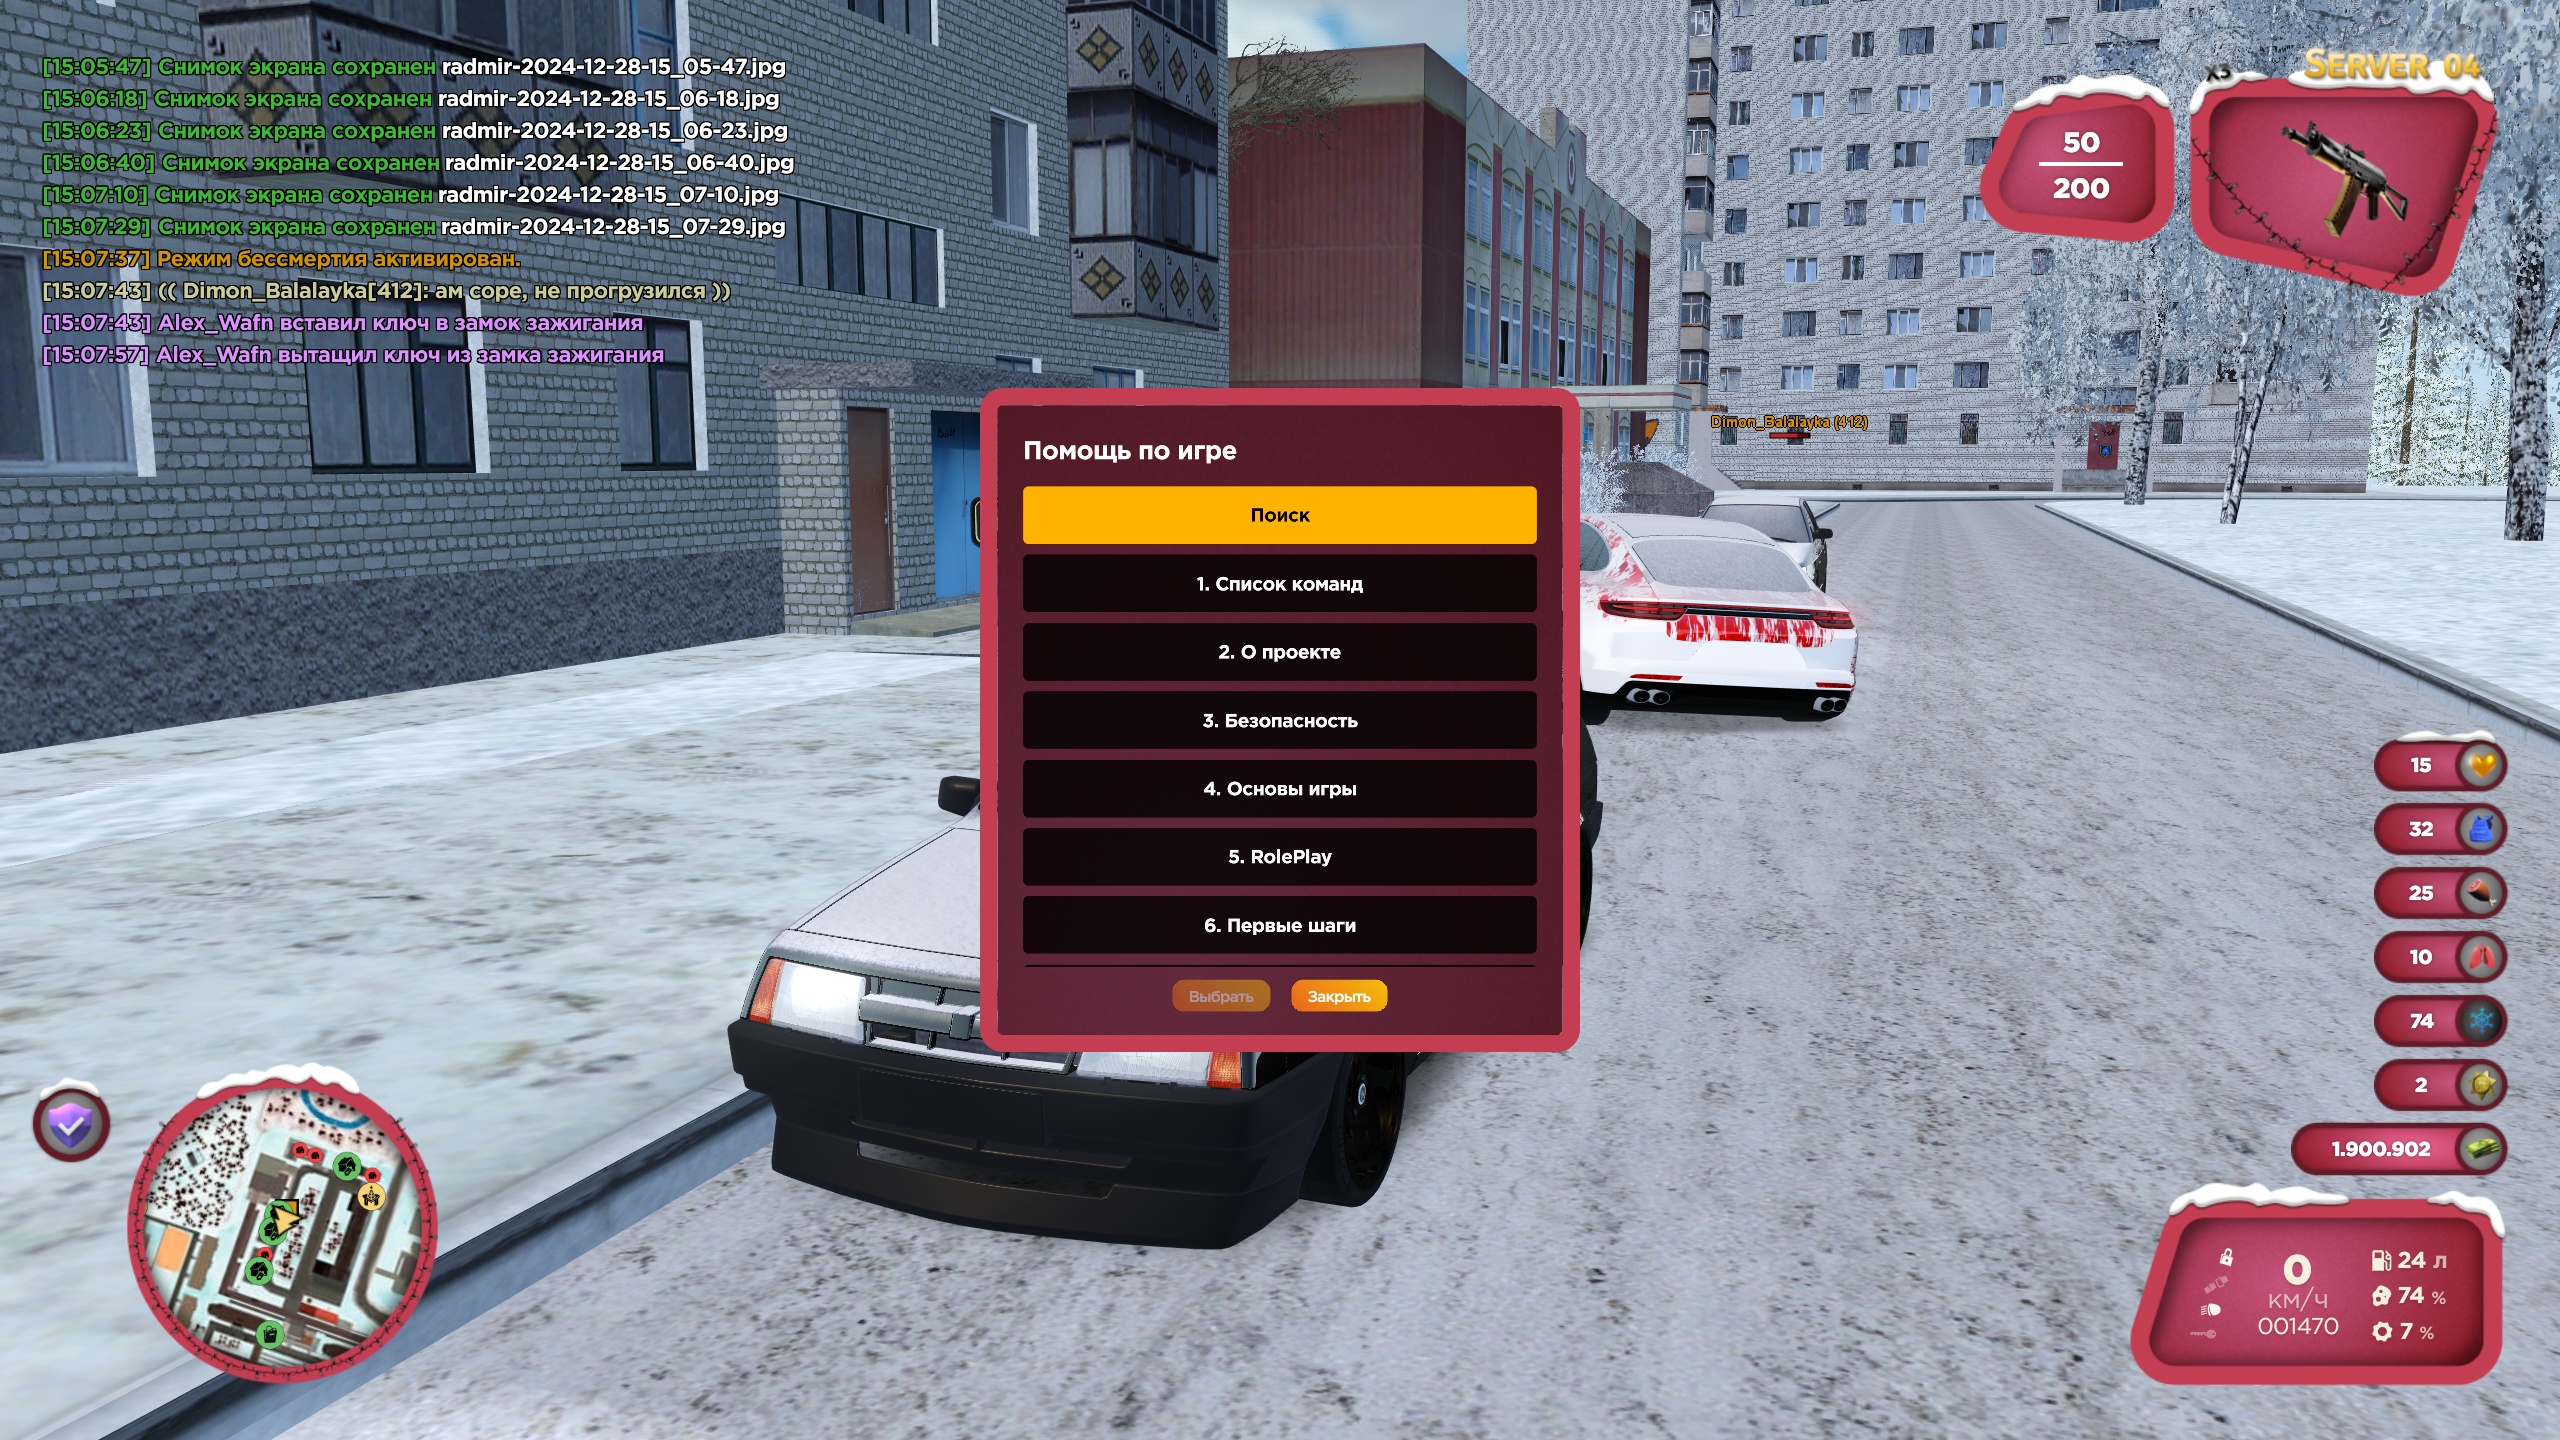 [15:05:47] Снимок экрана сохранен radmir-2024-12-28-15_05-47.jpg
[15:06:18] Снимок экрана сохранен radmir-2024-12-28-15_06-18.jpg
[15:06:23] Снимок экрана сохранен radmir-2024-12-28-15_06-23.jpg
[15:06:40] Снимок экрана сохранен radmir-2024-12-28-15_06-40.jpg
[15:07:10] Снимок экрана сохранен radmir-2024-12-28-15_07-10.jpg
[15:07:29] Снимок экрана сохранен radmir-2024-12-28-15_07-29.jpg
[15:07:37] Режим бессмертия активирован.
[15:07:43] (( Dimon_Balalayka[412]: ам соре, не прогрузился ))
[15:07:43] Alex_Wafn вставил ключ в замок зажигания
[15:07:57] Alex_Wafn вытащил ключ из замка зажигания
X3
SERVER 04
50
200
Dimon_Balalayka (412)
Помощь по игре
Поиск
1. Список команд
2. О проекте
3. Безопасность
4. Основы игры
5. RolePlay
6. Первые шаги
Выбрать
Закрыть
15
32
25
10
74
2
1.900.902
0
КМ/Ч
001470
24 л
74 %
7 %